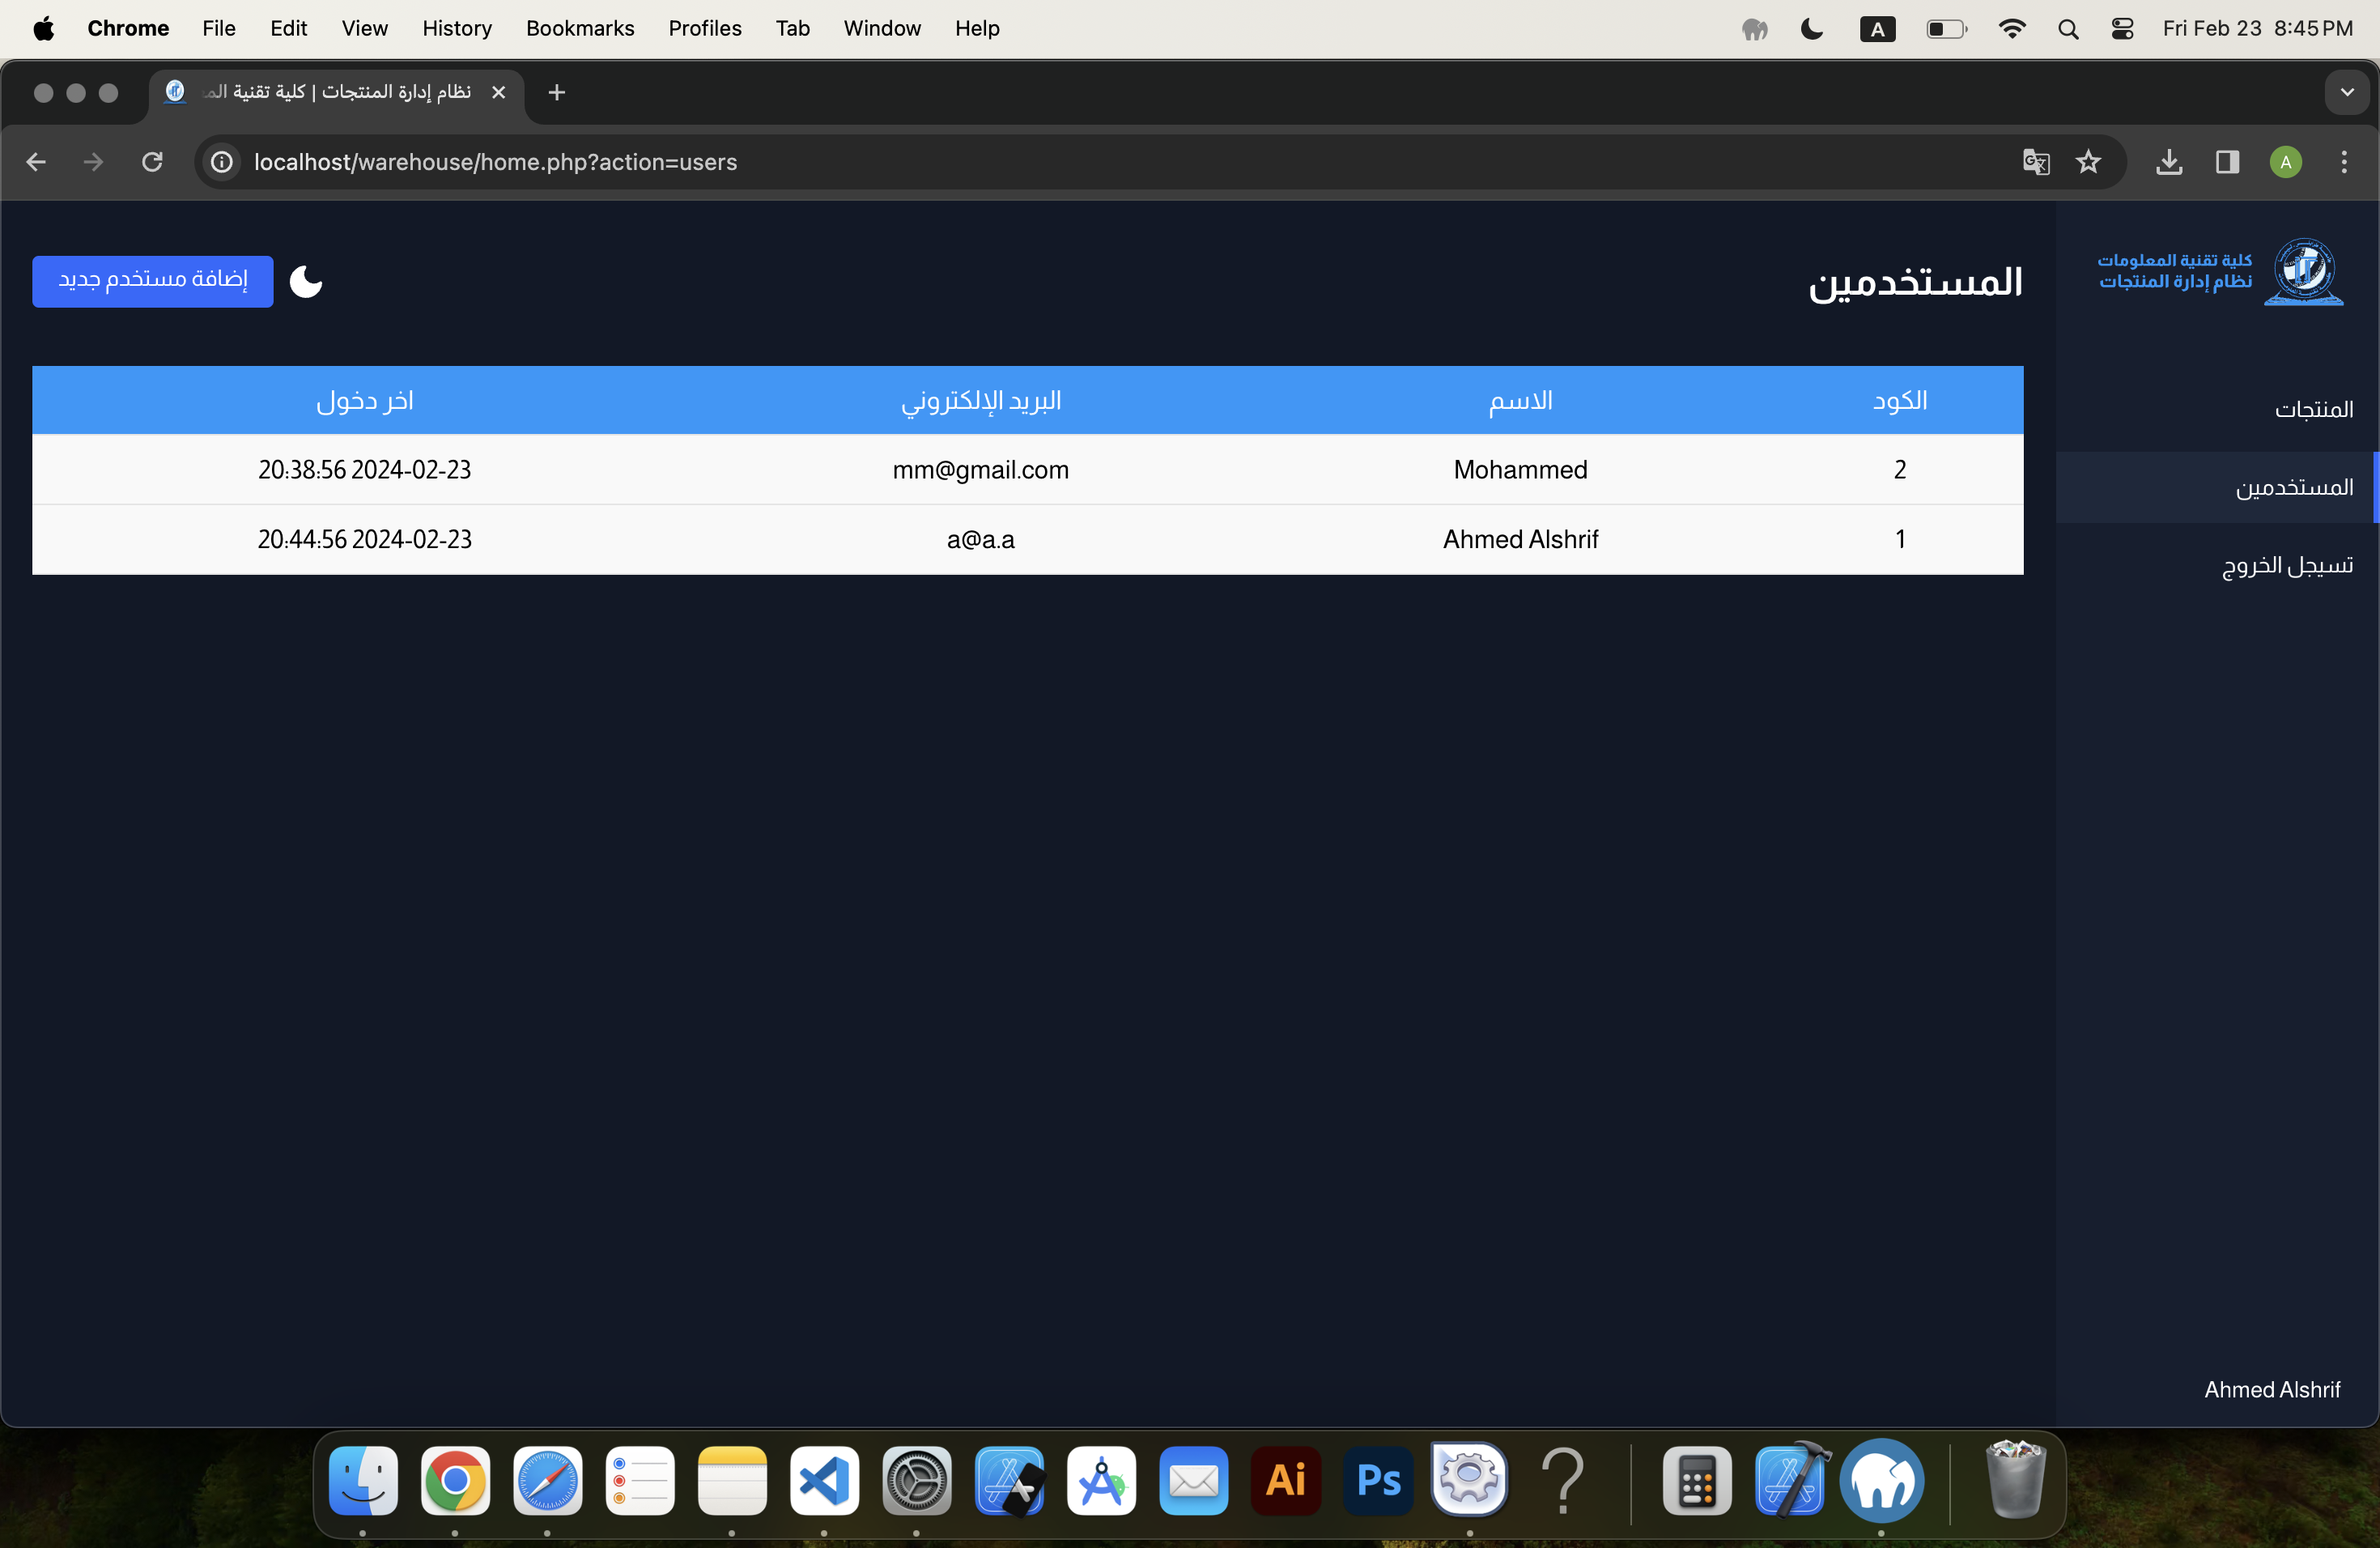 Chrome File Edit View History Bookmarks Profiles Tab Window Help A Fri Feb 23 8:45 PM
نظام إدارة المنتجات | كلية تقنية
localhost/warehouse/home.php?action=users A
كلية تقنية المعلومات
نظام إدارة المنتجات
المستخدمين
إضافة مستخدم جديد
الكود الاسم البريد الإلكتروني اخر دخول
2 Mohammed mm@gmail.com 20:38:56 2024-02-23
1 Ahmed Alshrif a@a.a 20:44:56 2024-02-23
المنتجات
المستخدمين
تسيجل الخروج
Ahmed Alshrif
Ai Ps